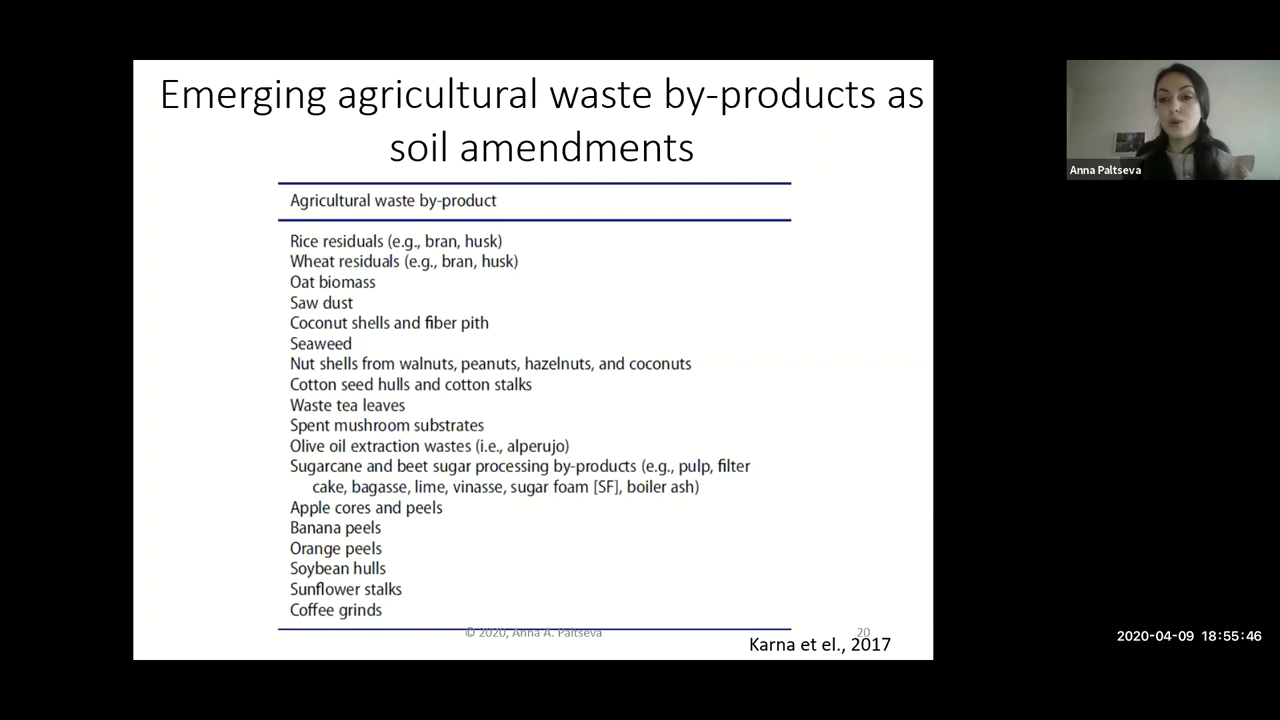 Emerging agricultural waste by-products as
soil amendments
Agricultural waste by-product
Rice residuals (e.g., bran, husk)
Wheat residuals (e.g., bran, husk)
Oat biomass
Saw dust
Coconut shells and fiber pith
Seaweed
Nut shells from walnuts, peanuts, hazelnuts, and coconuts
Cotton seed hulls and cotton stalks
Waste tea leaves
Spent mushroom substrates
Olive oil extraction wastes (i.e., alperujo)
Sugarcane and beet sugar processing by-products (e.g., pulp, filter
cake, bagasse, lime, vinasse, sugar foam [SF], boiler ash)
Apple cores and peels
Banana peels
Orange peels
Soybean hulls
Sunflower stalks
Coffee grinds
© 2020, Anna A. Paltseva
20
Karna et el., 2017
Anna Paltseva
2020-04-09 18:55:46